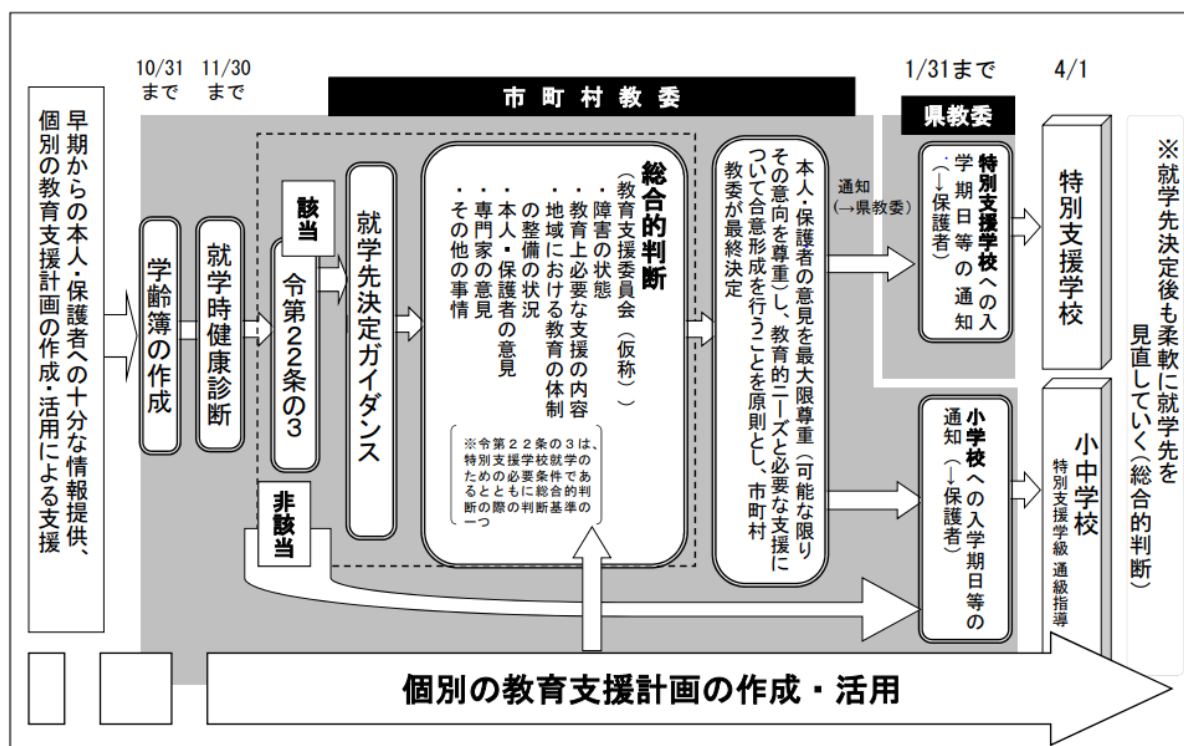 10/31
まで
11/30
まで
1/31まで
4/1
市町村教委
県教委
早期からの本人・保護者への十分な情報提供、
個別の教育支援計画の作成・活用による支援
学齢簿の作成
就学時健康診断
該当
令第22条の3
非該当
就学先決定ガイダンス
総合的判断
(教育支援委員会(仮称))
・障害の状態
・教育上必要な支援の内容
・地域における教育の体制
の整備の状況
・本人・保護者の意見
・専門家の意見
・その他の事情
※令第22条の3は、
特別支援学校就学の
ための必要条件であ
るとともに総合的判
断の際の判断基準の
一つ
本人・保護者の意見を最大限尊重(可能な限り
その意向を尊重)し、教育的ニーズと必要な支援に
ついて合意形成を行うことを原則とし、市町村
教委が最終決定
通知
(→県教委)
特別支援学校への入
学期日等の通知
(→保護者)
小学校への入学期日等の
通知(→保護者)
特別支援学校
小中学校
特別支援学級 通級指導
※就学先決定後も柔軟に就学先を
見直していく(総合的判断)
個別の教育支援計画の作成・活用